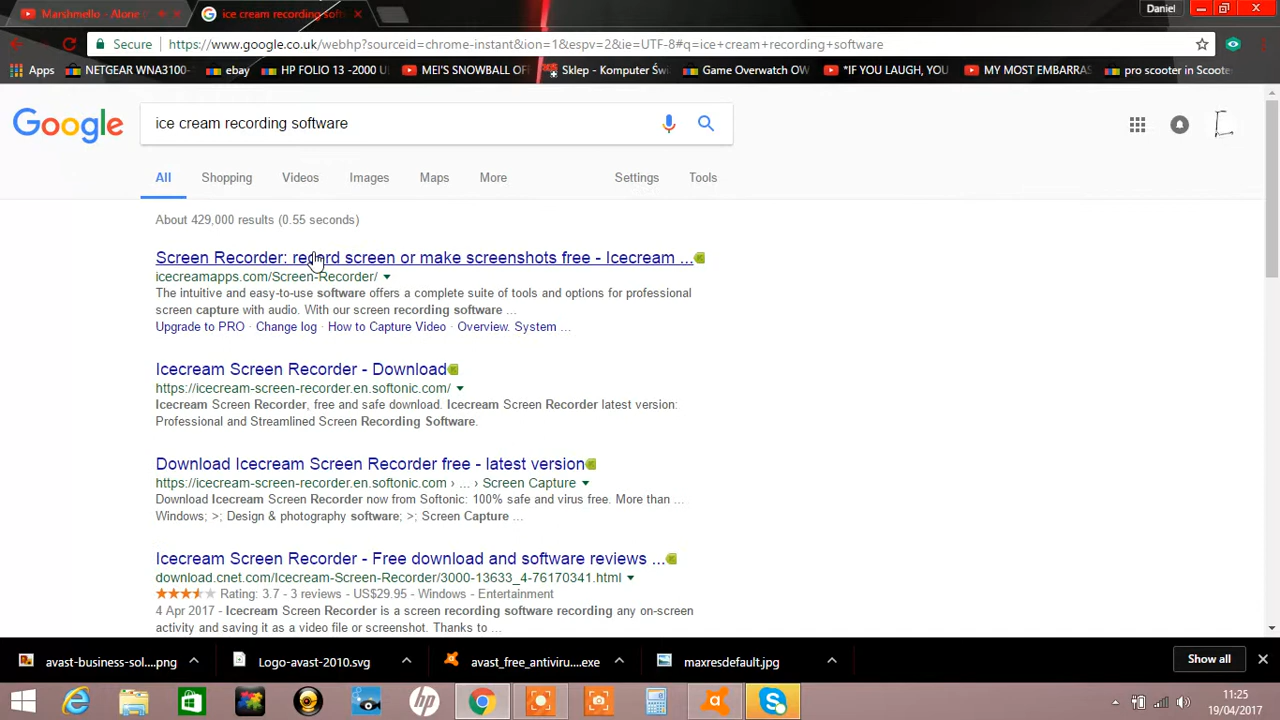 Marshmello - Alone
ice cream recording soft
Daniel
Secure
https://www.google.co.uk/webhp?sourceid=chrome-instant&ion=1&espv=2&ie=UTF-8#q=ice+cream+recording+software
Apps
NETGEAR WNA3100-
ebay
HP FOLIO 13 -2000 U
MEI'S SNOWBALL OF
Sklep - Komputer Św
Game Overwatch OW
*IF YOU LAUGH, YOU
MY MOST EMBARRAS
pro scooter in Scoote
Google
ice cream recording software
All Shopping Videos Images Maps More Settings Tools
About 429,000 results (0.55 seconds)
Screen Recorder: record screen or make screenshots free - Icecream ...
icecreamapps.com/Screen-Recorder/
The intuitive and easy-to-use software offers a complete suite of tools and options for professional
screen capture with audio. With our screen recording software ...
Upgrade to PRO · Change log · How to Capture Video · Overview. System ...
Icecream Screen Recorder - Download
https://icecream-screen-recorder.en.softonic.com/
Icecream Screen Recorder, free and safe download. Icecream Screen Recorder latest version:
Professional and Streamlined Screen Recording Software.
Download Icecream Screen Recorder free - latest version
https://icecream-screen-recorder.en.softonic.com › ... › Screen Capture
Download Icecream Screen Recorder now from Softonic: 100% safe and virus free. More than ...
Windows; >; Design & photography software; >; Screen Capture ...
Icecream Screen Recorder - Free download and software reviews ...
download.cnet.com/Icecream-Screen-Recorder/3000-13633_4-76170341.html
Rating: 3.7 - 3 reviews - US$29.95 - Windows - Entertainment
4 Apr 2017 - Icecream Screen Recorder is a screen recording software recording any on-screen
activity and saving it as a video file or screenshot. Thanks to ...
avast-business-sol....png
Logo-avast-2010.svg
avast_free_antiviru....exe
maxresdefault.jpg
Show all
hp
11:25
19/04/2017